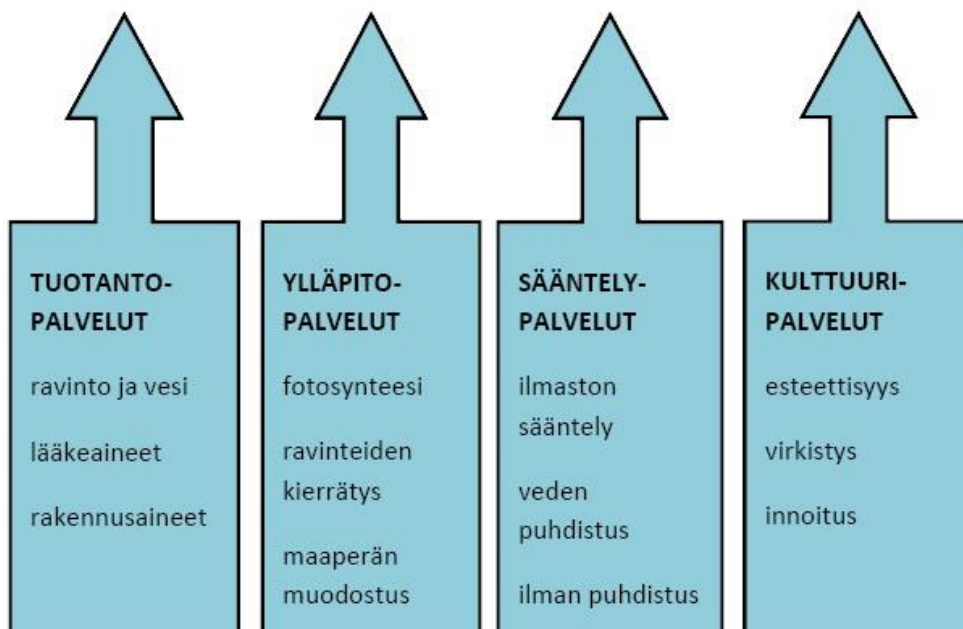 TUOTANTO-
PALVELUT
ravinto ja vesi
lääkeaineet
rakennusaineet
YLLÄPITO-
PALVELUT
fotosynteesi
ravinteiden
kierrätys
maaperän
muodostus
SÄÄNTELY-
PALVELUT
ilmaston
sääntely
veden
puhdistus
ilman puhdistus
KULTTUURI-
PALVELUT
esteettisyys
virkistys
innoitus